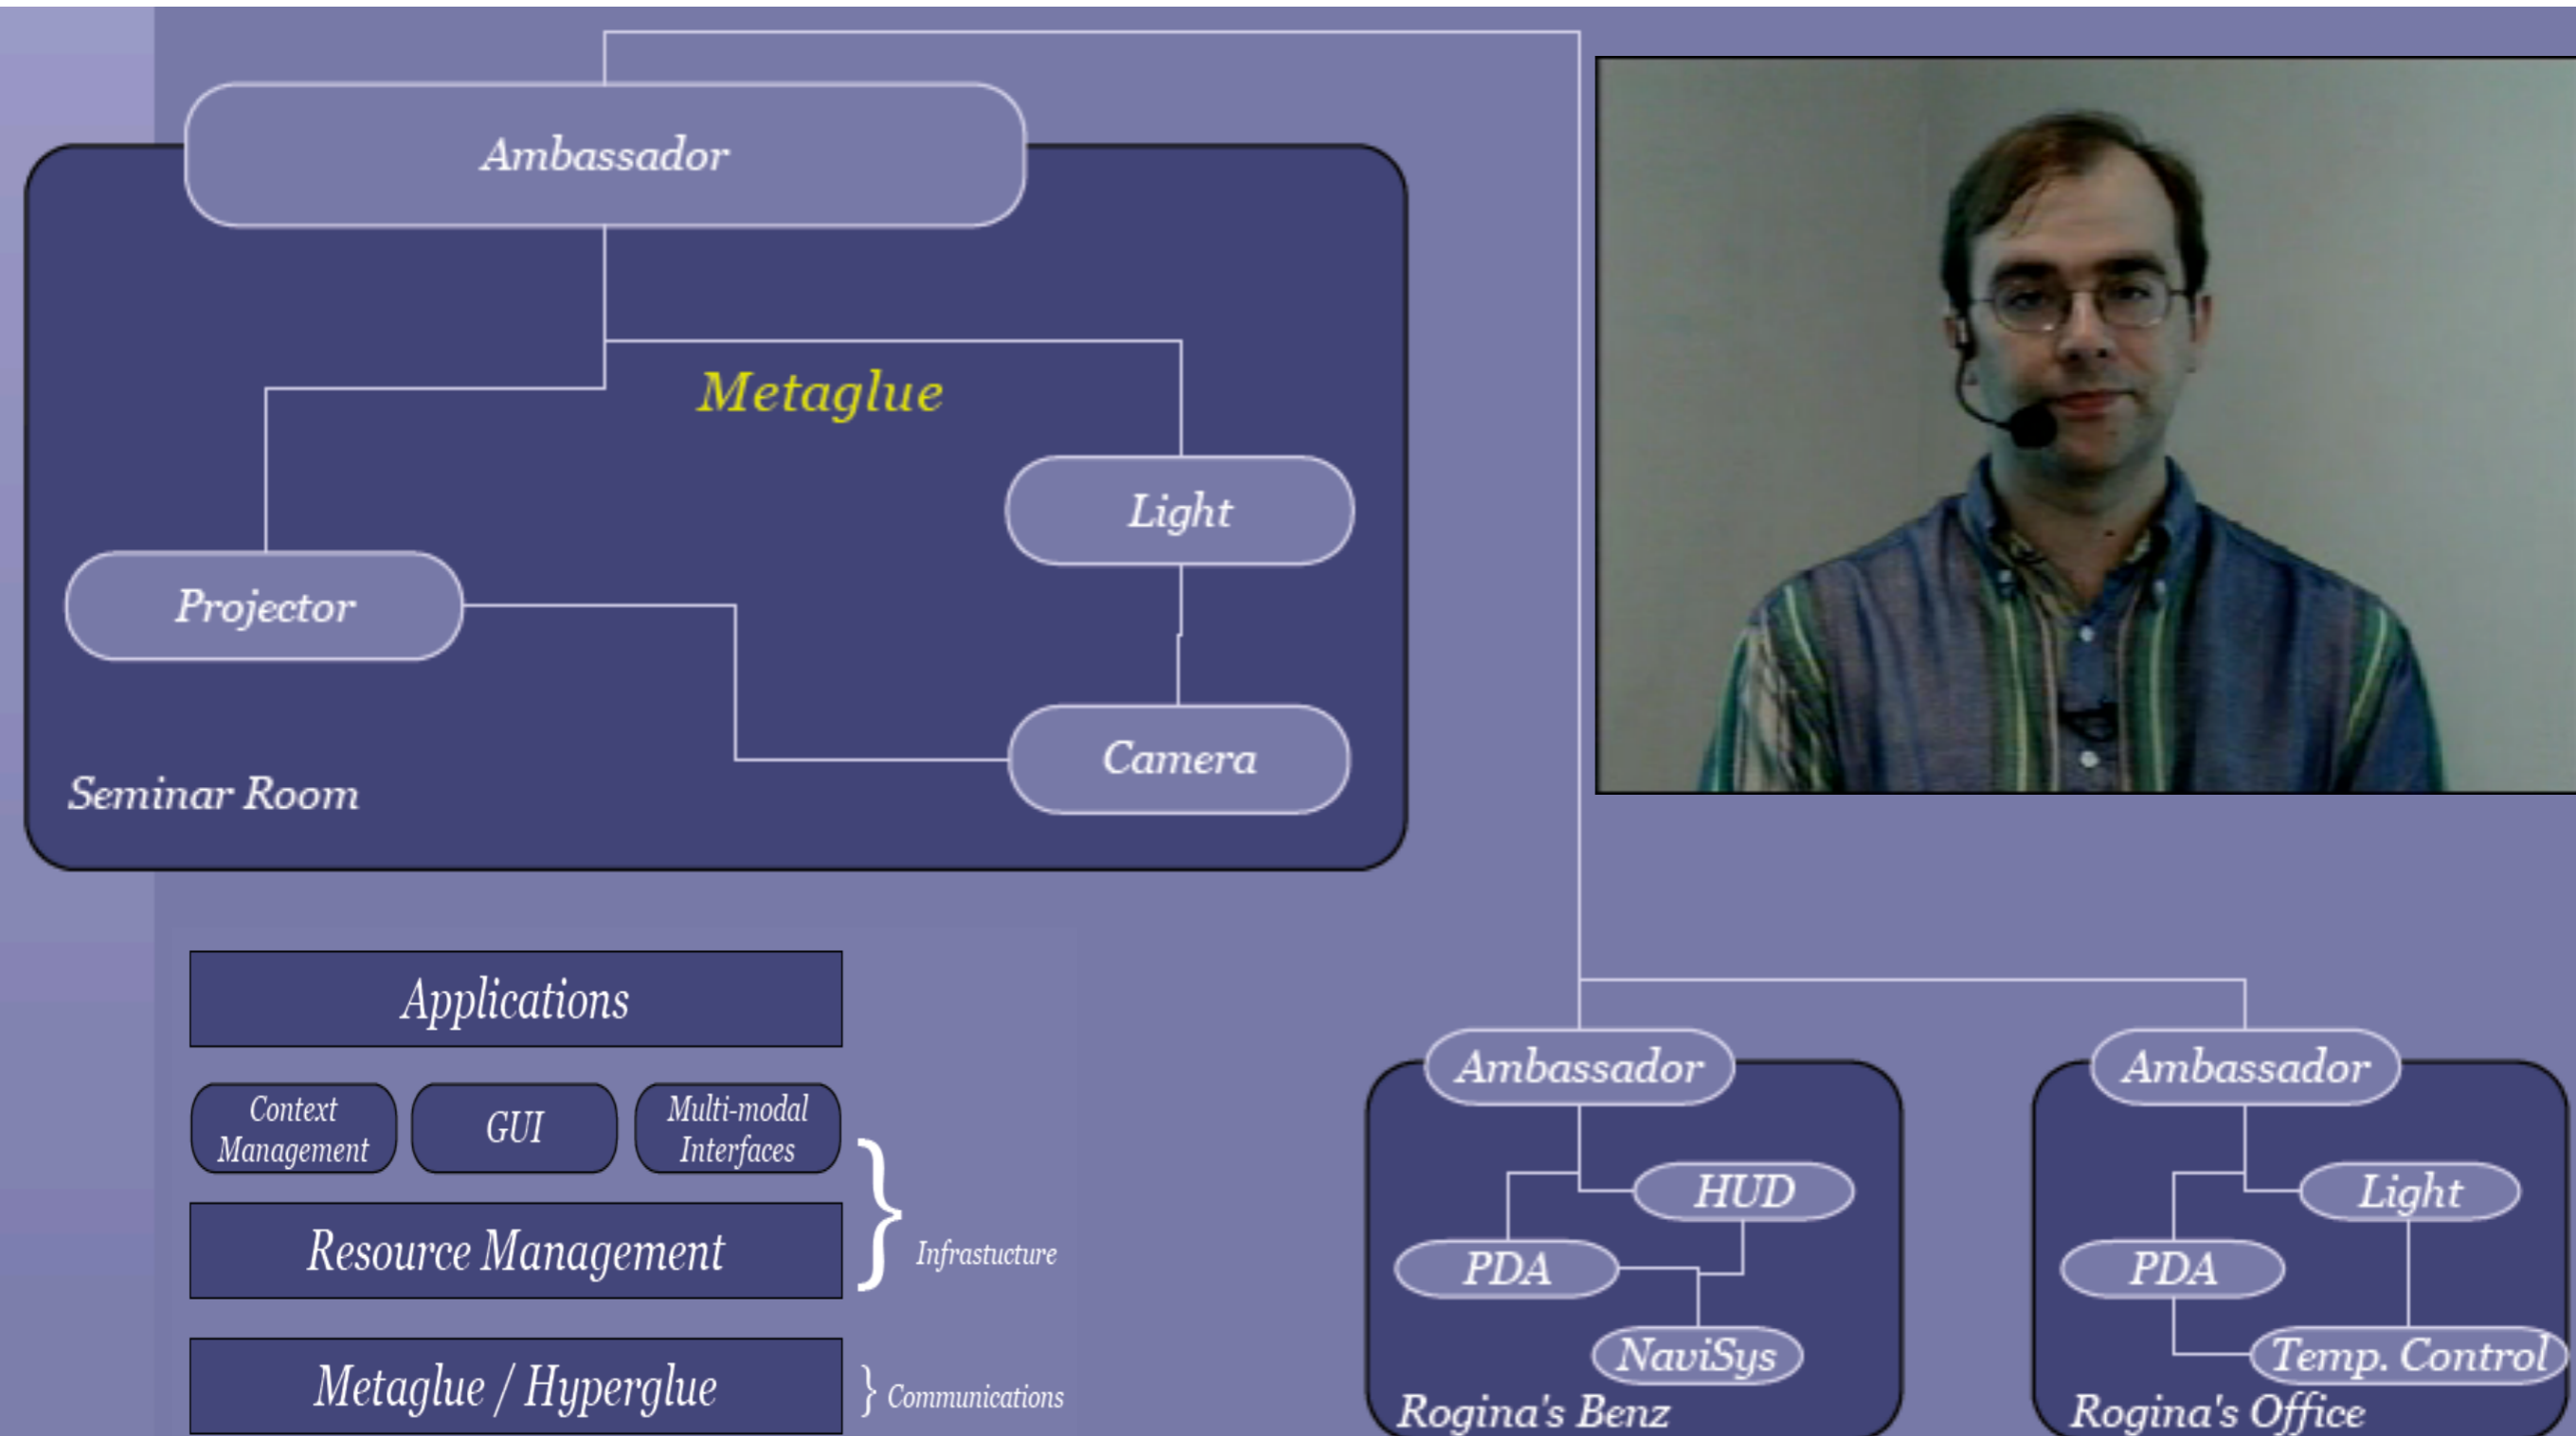 Ambassador
Metaglue
Light
Projector
Camera
Seminar Room
Applications
Context
Management
GUI
Multi-modal
Interfaces
Resource Management
Infrastucture
Metaglue / Hyperglue
Communications
Ambassador
HUD
PDA
NaviSys
Rogina's Benz
Ambassador
Light
PDA
Temp. Control
Rogina's Office